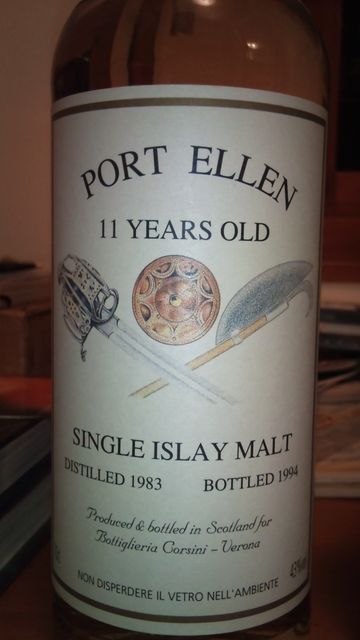 PORT ELLEN
11 YEARS OLD
SINGLE ISLAY MALT
DISTILLED 1983 BOTTLED 1994
Produced & bottled in Scotland for
Bottiglieria Corsini – Verona
43%
NON DISPERDERE IL VETRO NELL'AMBIENTE